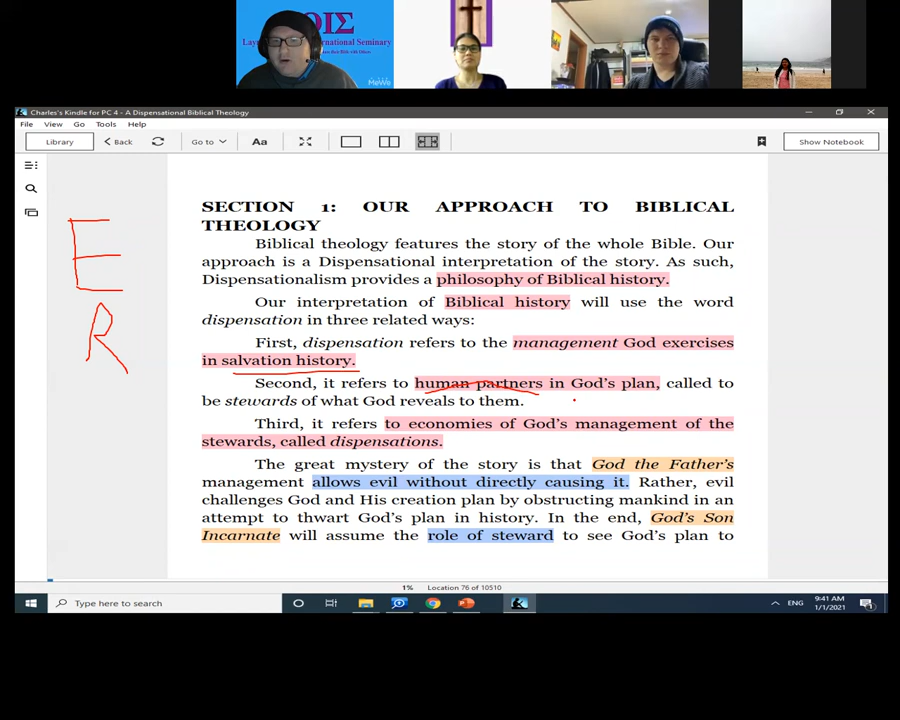 ΟΙΣ
International Seminary
MeWe
Charles's Kindle for PC 4 - A Dispensational Biblical Theology
File View Go Tools Help
Library Back Go to Aa Show Notebook
SECTION 1: OUR APPROACH TO BIBLICAL
THEOLOGY
Biblical theology features the story of the whole Bible. Our
approach is a Dispensational interpretation of the story. As such,
Dispensationalism provides a philosophy of Biblical history.
Our interpretation of Biblical history will use the word
dispensation in three related ways:
First, dispensation refers to the management God exercises
in salvation history.
Second, it refers to human partners in God's plan, called to
be stewards of what God reveals to them.
Third, it refers to economies of God's management of the
stewards, called dispensations.
The great mystery of the story is that God the Father's
management allows evil without directly causing it. Rather, evil
challenges God and His creation plan by obstructing mankind in an
attempt to thwart God's plan in history. In the end, God's Son
Incarnate will assume the role of steward to see God's plan to
E
R
1% Location 76 of 10510
Type here to search
ENG
9:41 AM
1/1/2021